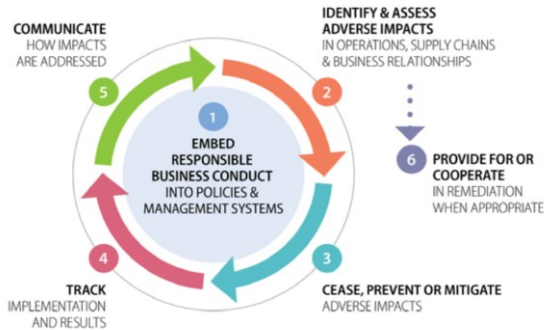 1
EMBED
RESPONSIBLE
BUSINESS CONDUCT
INTO POLICIES &
MANAGEMENT SYSTEMS
2
IDENTIFY & ASSESS
ADVERSE IMPACTS
IN OPERATIONS, SUPPLY CHAINS
& BUSINESS RELATIONSHIPS
3
CEASE, PREVENT OR MITIGATE
ADVERSE IMPACTS
4
TRACK
IMPLEMENTATION
AND RESULTS
5
COMMUNICATE
HOW IMPACTS
ARE ADDRESSED
6
PROVIDE FOR OR
COOPERATE
IN REMEDIATION
WHEN APPROPRIATE